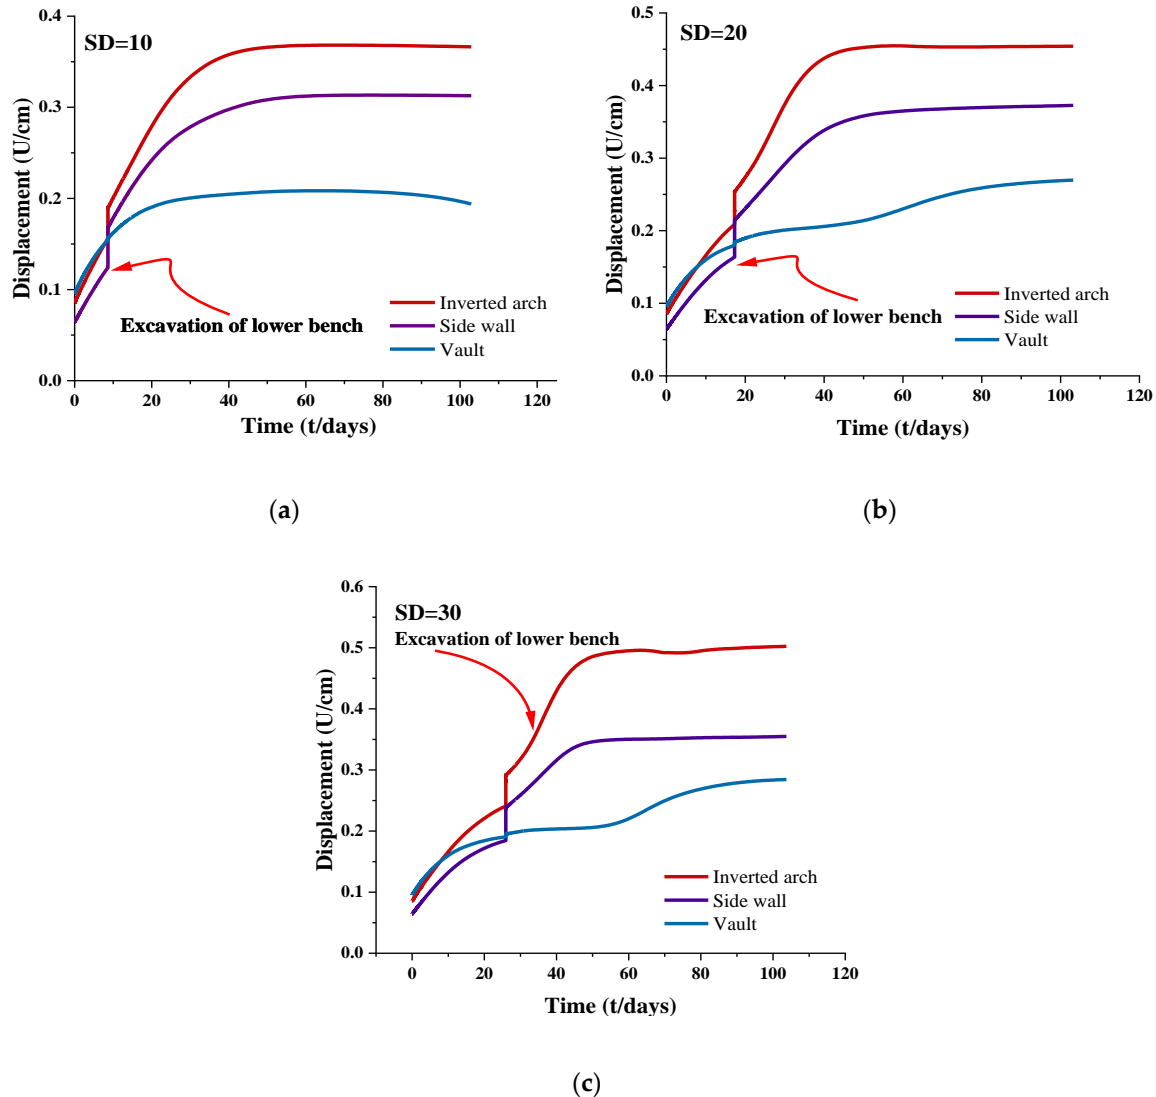 SD=10
Displacement (U/cm)
0.4
0.3
0.2
0.1
0.0
Excavation of lower bench
Inverted arch
Side wall
Vault
0 20 40 60 80 100 120
Time (t/days)
(a)
SD=20
Displacement (U/cm)
0.5
0.4
0.3
0.2
0.1
0.0
Excavation of lower bench
Inverted arch
Side wall
Vault
0 20 40 60 80 100 120
Time (t/days)
(b)
SD=30
Excavation of lower bench
Displacement (U/cm)
0.6
0.5
0.4
0.3
0.2
0.1
0.0
Inverted arch
Side wall
Vault
0 20 40 60 80 100 120
Time (t/days)
(c)